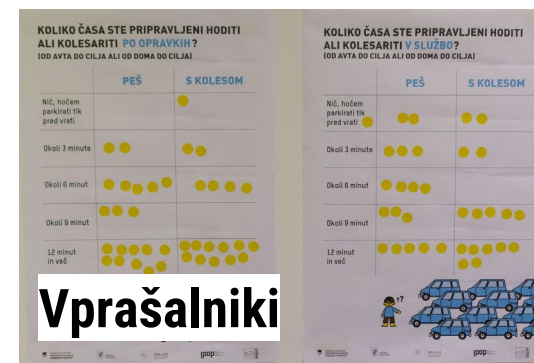 KOLIKO ČASA STE PRIPRAVLJENI HODITI
ALI KOLESARITI PO OPRAVKIH?
(OD AVTA DO CILJA ALI OD DOMA DO CILJA)
PEŠ S KOLESOM
Nič, hočem
parkirati tik
pred vrati
Okoli 3 minute
Okoli 6 minut
Okoli 9 minut
12 minut
in več
Vprašalniki
ipop
KOLIKO ČASA STE PRIPRAVLJENI HODITI
ALI KOLESARITI V SLUŽBO?
(OD AVTA DO CILJA ALI OD DOMA DO CILJA)
PEŠ S KOLESOM
Nič, hočem
parkirati tik
pred vrati
Okoli 3 minute
Okoli 6 minut
Okoli 9 minut
12 minut
in več
??
ipop